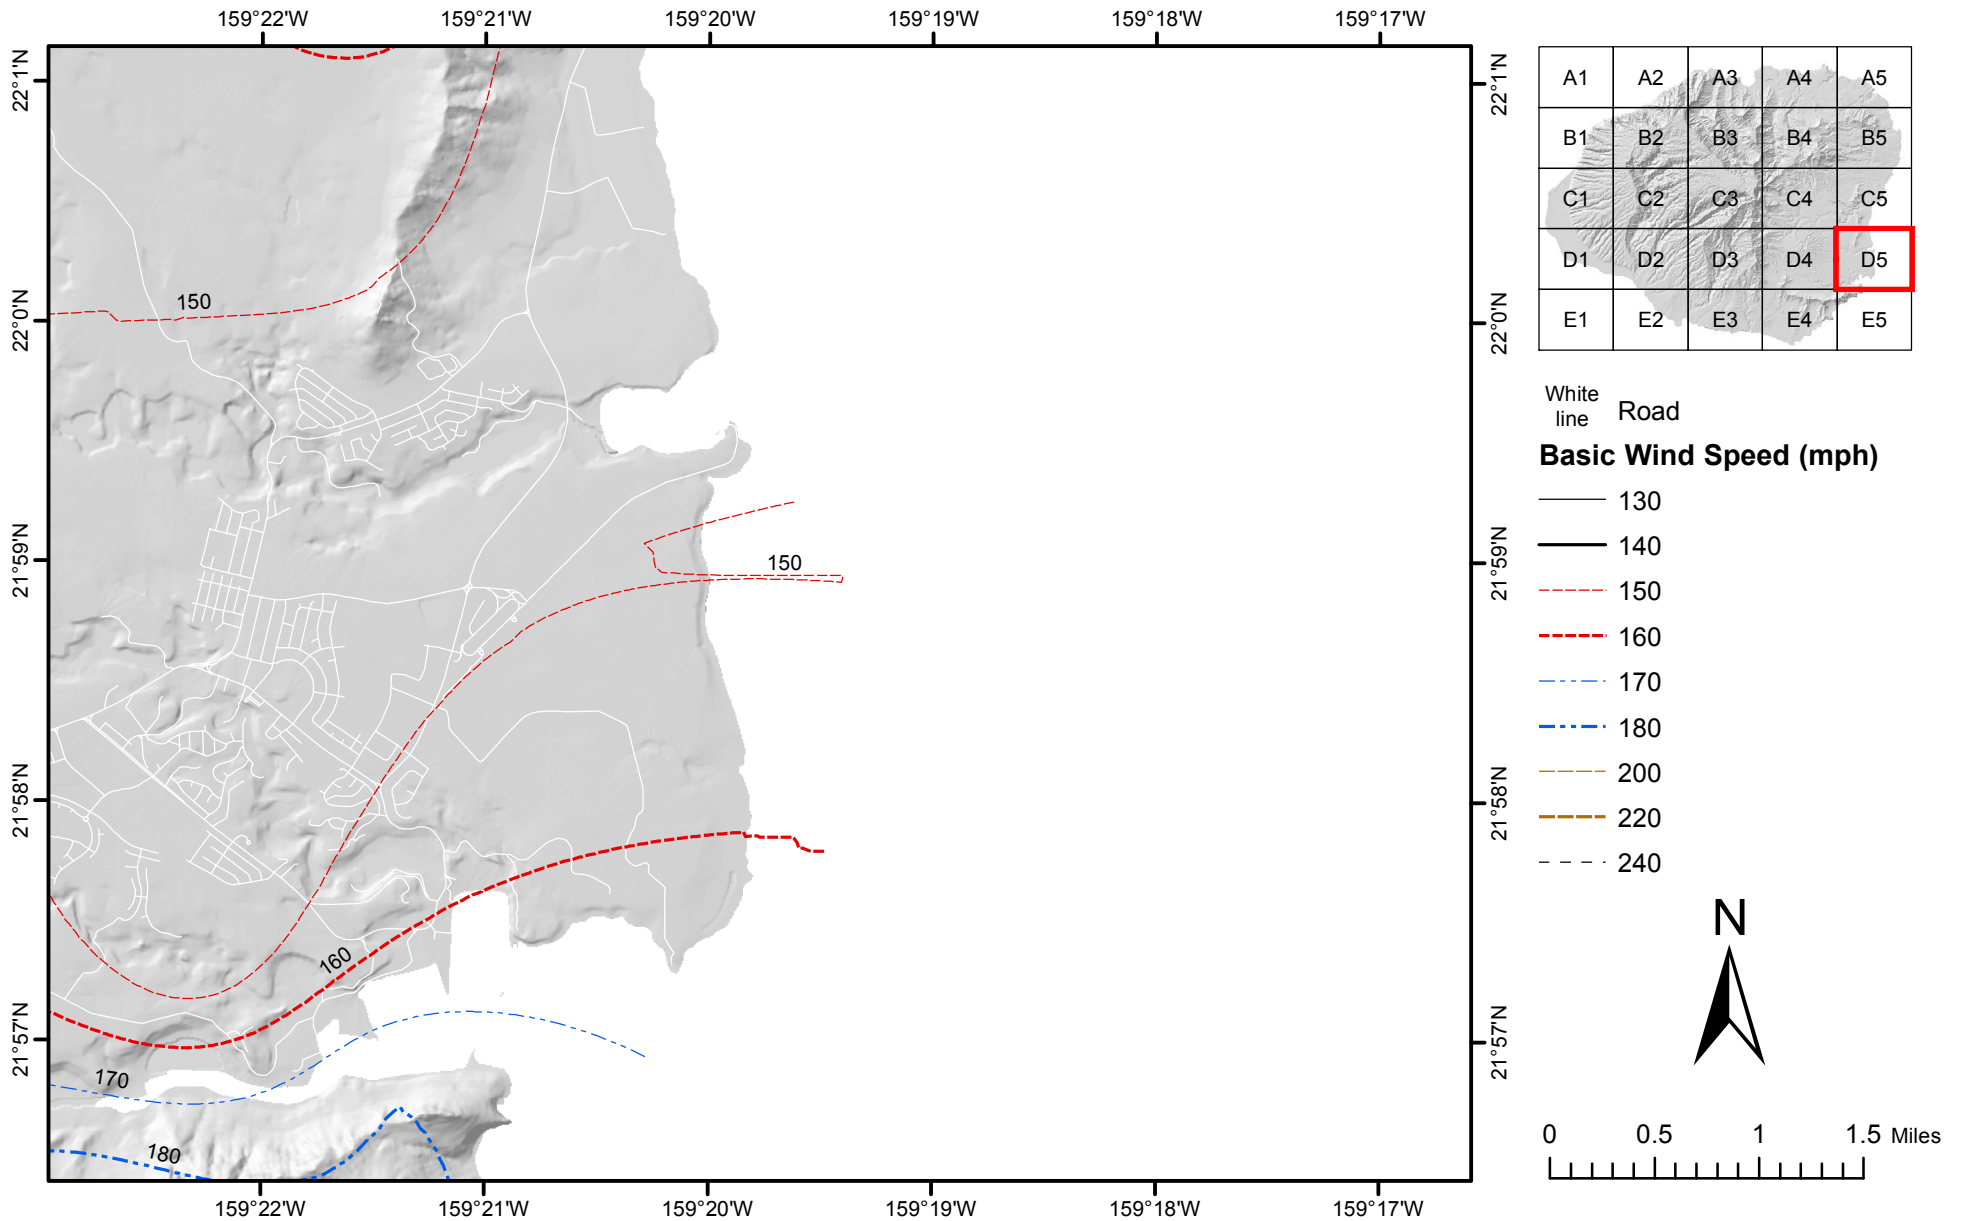 159°22'W 159°21'W 159°20'W 159°19'W 159°18'W 159°17'W
22°1'N
22°0'N
21°59'N
21°58'N
21°57'N
150
150
160
170
180
22°1'N
22°0'N
21°59'N
21°58'N
21°57'N
159°22'W 159°21'W 159°20'W 159°19'W 159°18'W 159°17'W
A1 A2 A3 A4 A5
B1 B2 B3 B4 B5
C1 C2 C3 C4 C5
D1 D2 D3 D4 D5
E1 E2 E3 E4 E5
White
line Road
Basic Wind Speed (mph)
130
140
150
160
170
180
200
220
240
N
0 0.5 1 1.5 Miles